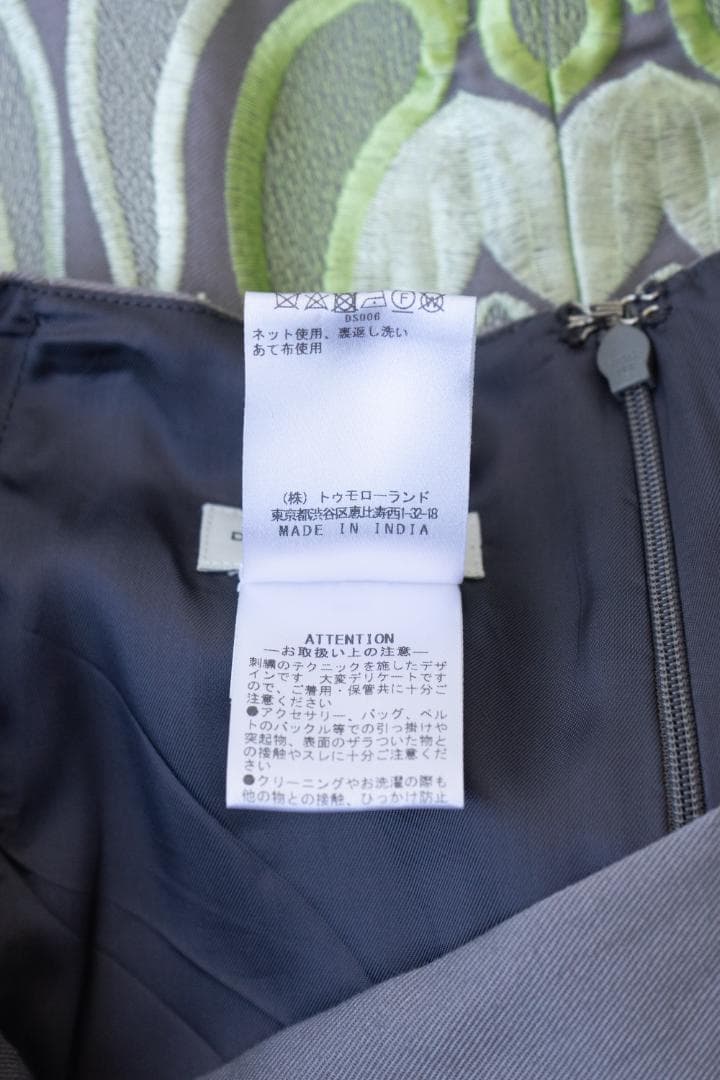 DS006
ネット使用、裏返し洗い
あて布使用
(株)トゥモローランド
東京都渋谷区恵比寿西1-32-18
MADE IN INDIA
D
ATTENTION
―お取扱い上の注意―
刺繍のテクニックを施したデザ
インです 大変デリケートです
ので、ご着用・保管共に十分ご
注意ください
●アクセサリー、バッグ、ベル
トのバックル等での引っ掛けや
突起物、表面のザラついた物と
の接触やスレに十分ご注意くだ
さい
●クリーニングやお洗濯の際も
他の物との接触、ひっかけ防止